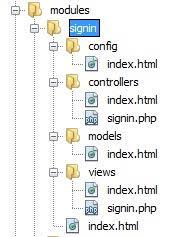 modules
signin
config
index.html
controllers
index.html
signin.php
models
index.html
views
index.html
signin.php
index.html